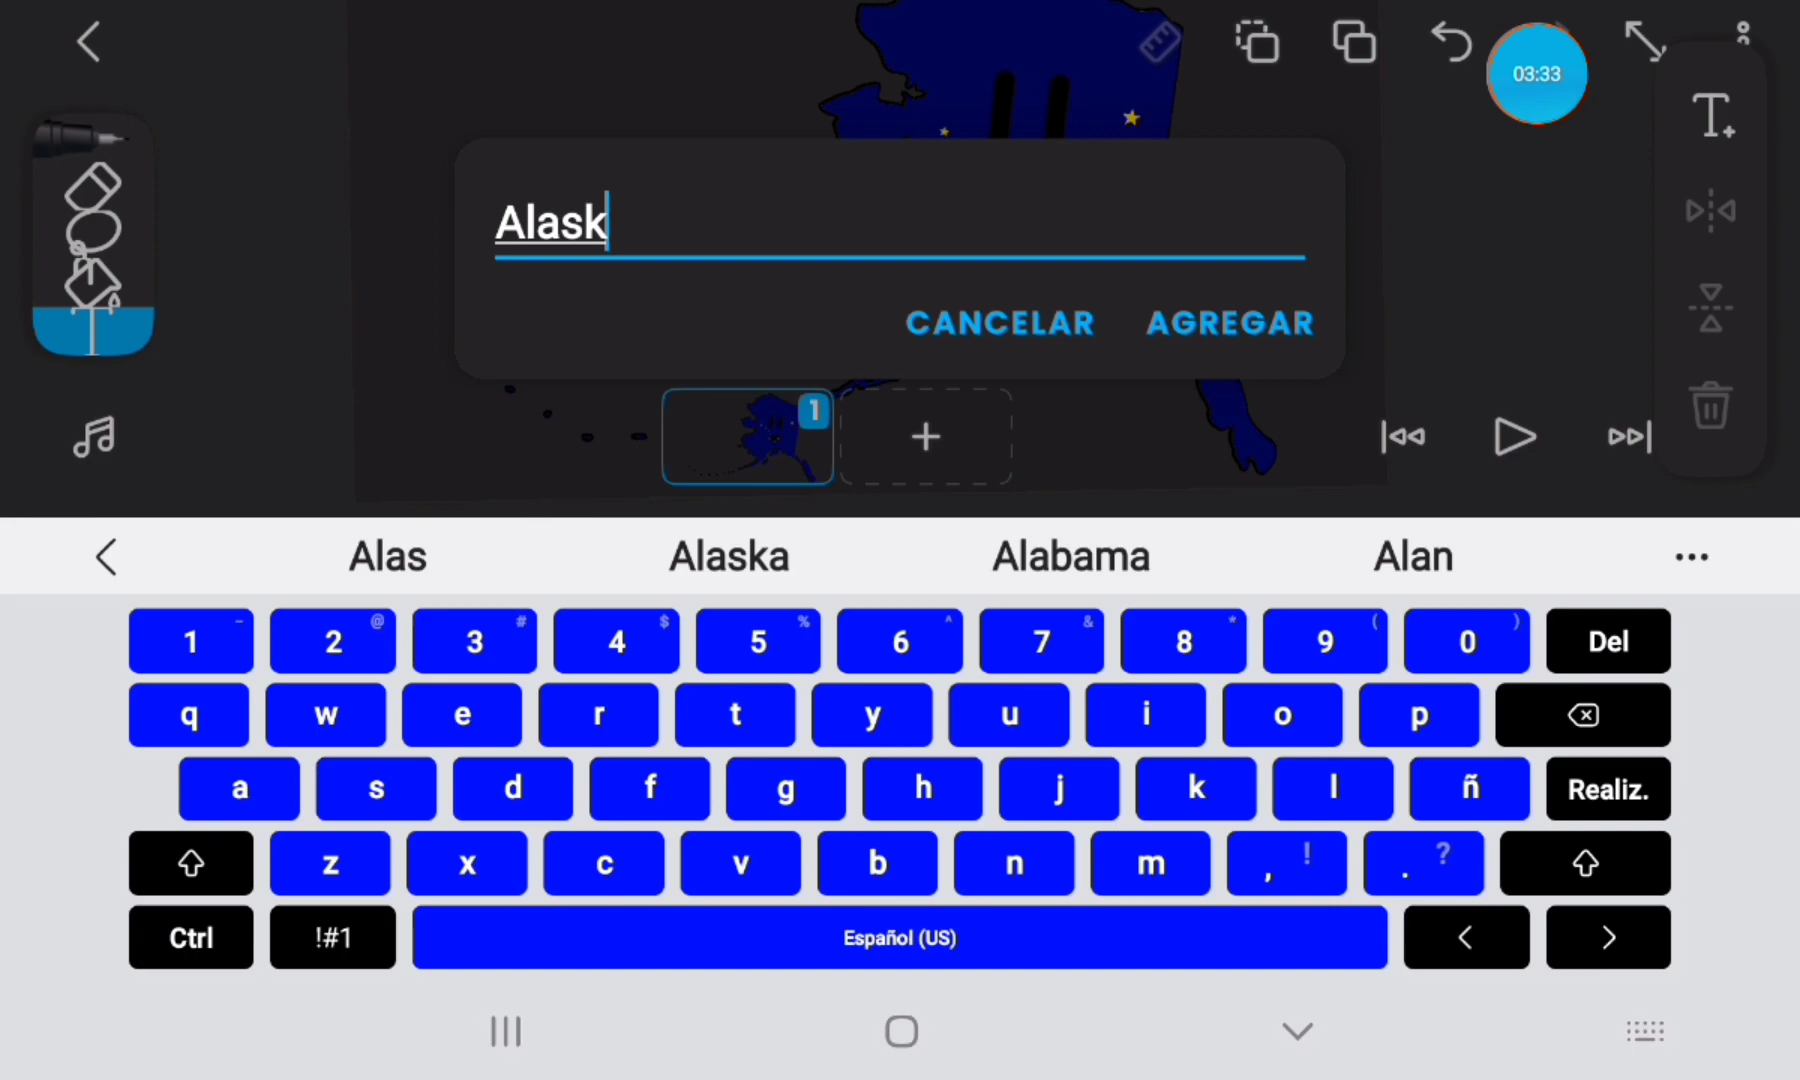 03:33
T
Alask
CANCELAR AGREGAR
1
+
Alas Alaska Alabama Alan ...
1 - 2 @ 3 # 4 $ 5 % 6 ^ 7 & 8 * 9 ( 0 ) Del
q w e r t y u i o p
a s d f g h j k l ñ Realiz.
z x c v b n m , ! . ?
Ctrl !#1 Español (US) < >